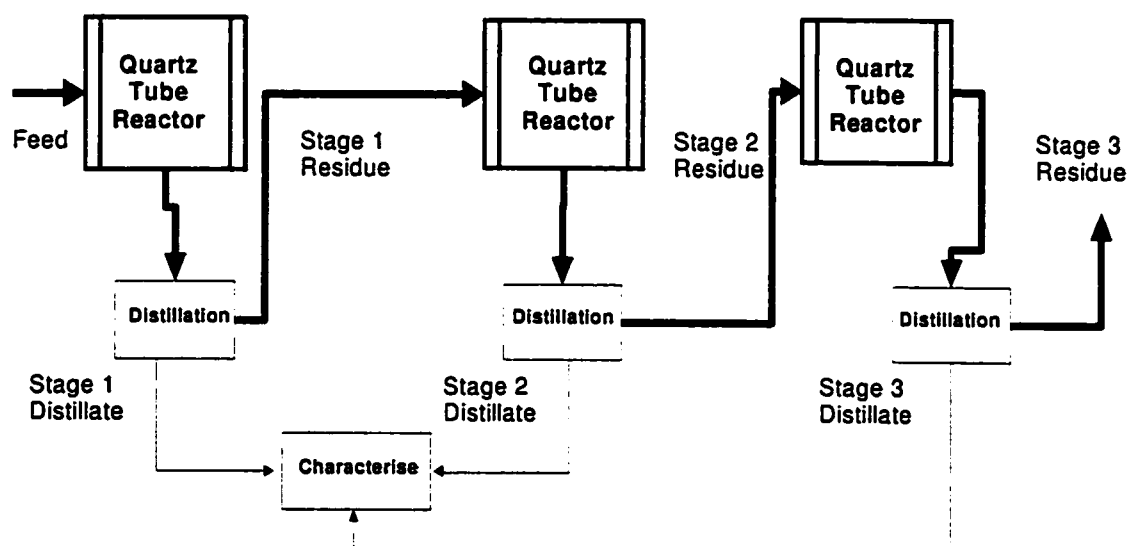 Quartz
Tube
Reactor
Quartz
Tube
Reactor
Quartz
Tube
Reactor
Feed
Stage 1
Residue
Stage 2
Residue
Stage 3
Residue
Distillation
Distillation
Distillation
Stage 1
Distillate
Stage 2
Distillate
Stage 3
Distillate
Characterise